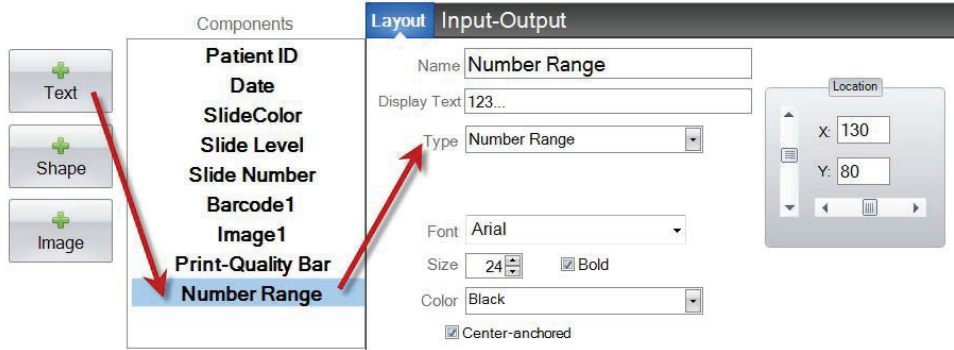 Text
Shape
Image
Components
Patient ID
Date
SlideColor
Slide Level
Slide Number
Barcode1
Image1
Print-Quality Bar
Number Range
Layout Input-Output
Name Number Range
Display Text 123...
Type Number Range
Font Arial
Size 24 Bold
Color Black
Center-anchored
Location
X: 130
Y: 80